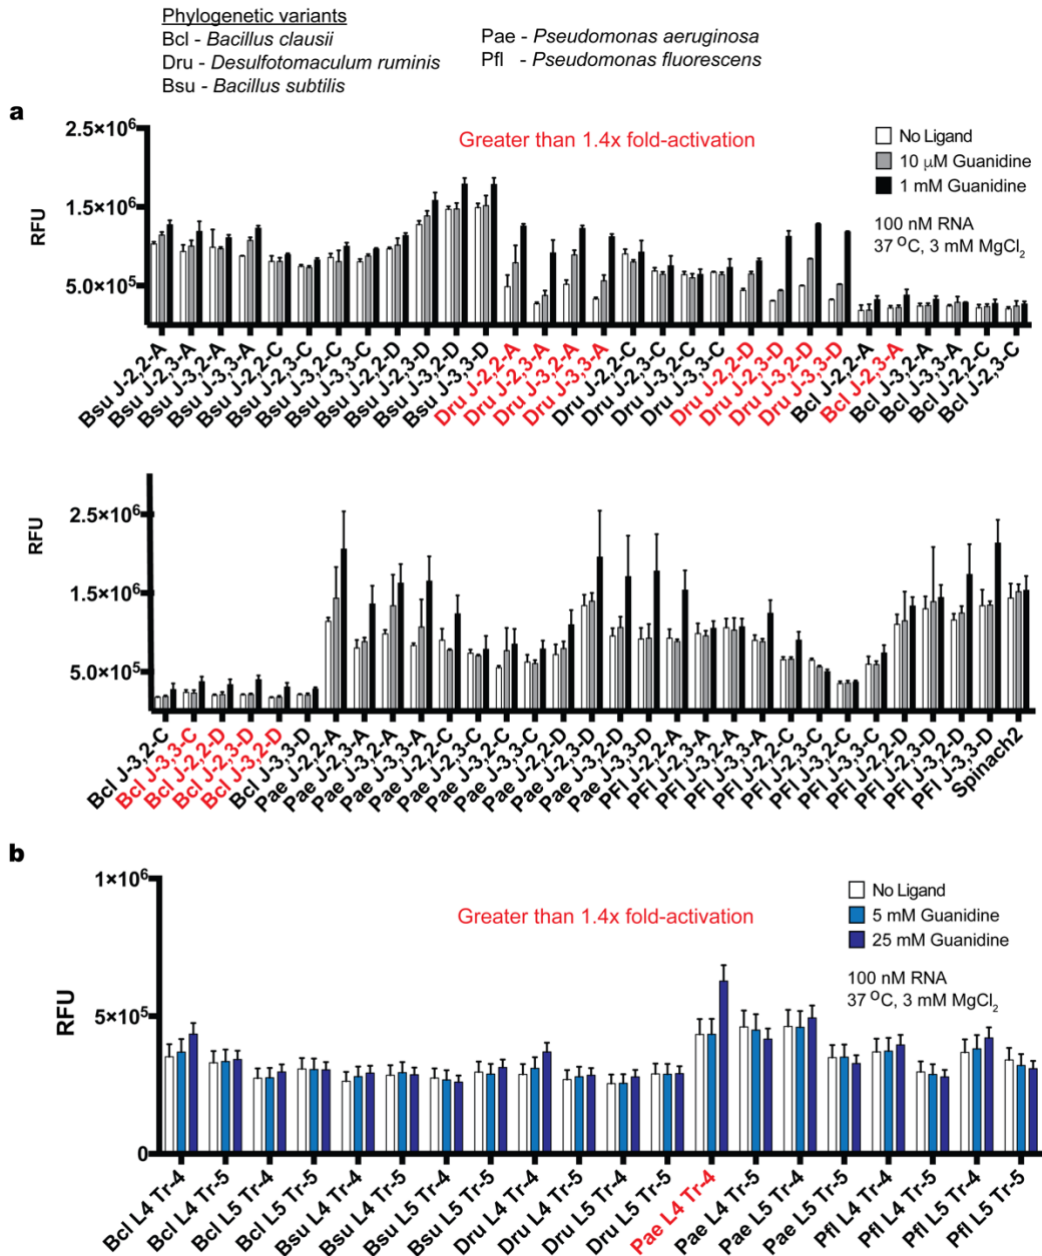 Phylogenetic variants
Bcl - Bacillus clausii
Dru - Desulfotomaculum ruminis
Bsu - Bacillus subtilis
Pae - Pseudomonas aeruginosa
Pfl - Pseudomonas fluorescens
a
Greater than 1.4x fold-activation
No Ligand
10 μM Guanidine
1 mM Guanidine
100 nM RNA
37 °C, 3 mM MgCl₂
RFU
2.5×10⁶
1.5×10⁶
5.0×10⁵
Bsu J-2,2-A
Bsu J-2,3-A
Bsu J-3,2-A
Bsu J-3,3-A
Bsu J-2,2-C
Bsu J-2,3-C
Bsu J-3,2-C
Bsu J-3,3-C
Bsu J-2,2-D
Bsu J-2,3-D
Bsu J-3,2-D
Bsu J-3,3-D
Dru J-2,2-A
Dru J-2,3-A
Dru J-3,2-A
Dru J-3,3-A
Dru J-2,2-C
Dru J-2,3-C
Dru J-3,2-C
Dru J-3,3-C
Dru J-2,2-D
Dru J-2,3-D
Dru J-3,2-D
Dru J-3,3-D
Bcl J-2,2-A
Bcl J-2,3-A
Bcl J-3,2-A
Bcl J-3,3-A
Bcl J-2,2-C
Bcl J-2,3-C
RFU
2.5×10⁶
1.5×10⁶
5.0×10⁵
Bcl J-3,2-C
Bcl J-3,3-C
Bcl J-2,2-D
Bcl J-2,3-D
Bcl J-3,2-D
Bcl J-3,3-D
Pae J-2,2-A
Pae J-2,3-A
Pae J-3,2-A
Pae J-3,3-A
Pae J-2,2-C
Pae J-2,3-C
Pae J-3,2-C
Pae J-3,3-C
Pae J-2,2-D
Pae J-2,3-D
Pae J-3,2-D
Pae J-3,3-D
PFl J-2,2-A
PFl J-2,3-A
PFl J-3,2-A
PFl J-3,3-A
PFl J-2,2-C
PFl J-2,3-C
PFl J-3,2-C
PFl J-3,3-C
PFl J-2,2-D
PFl J-2,3-D
PFl J-3,2-D
PFl J-3,3-D
Spinach2
b
Greater than 1.4x fold-activation
No Ligand
5 mM Guanidine
25 mM Guanidine
100 nM RNA
37 °C, 3 mM MgCl₂
RFU
1×10⁶
5×10⁵
0
Bcl L4 Tr-4
Bcl L4 Tr-5
Bcl L5 Tr-4
Bcl L5 Tr-5
Bsu L4 Tr-4
Bsu L4 Tr-5
Bsu L5 Tr-4
Bsu L5 Tr-5
Dru L4 Tr-4
Dru L4 Tr-5
Dru L5 Tr-4
Dru L5 Tr-5
Pae L4 Tr-4
Pae L4 Tr-5
Pae L5 Tr-4
Pae L5 Tr-5
Pfl L4 Tr-4
Pfl L4 Tr-5
Pfl L5 Tr-4
Pfl L5 Tr-5